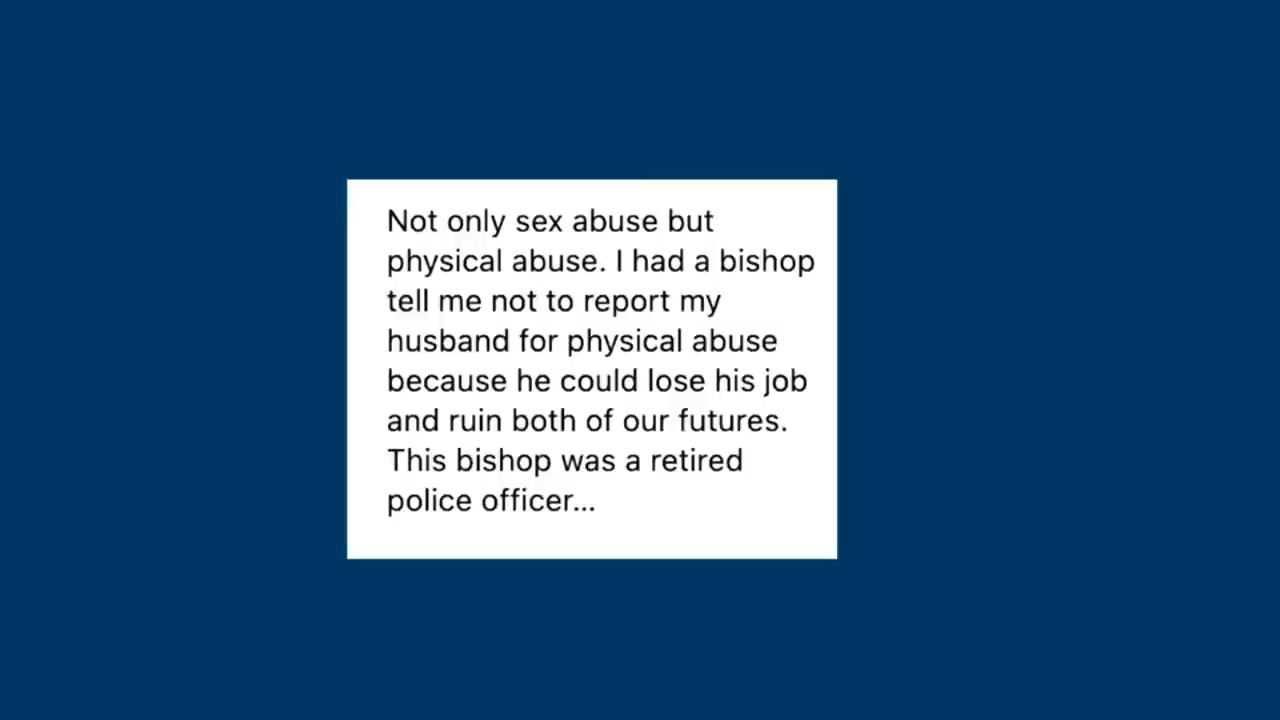 Not only sex abuse but
physical abuse. I had a bishop
tell me not to report my
husband for physical abuse
because he could lose his job
and ruin both of our futures.
This bishop was a retired
police officer...